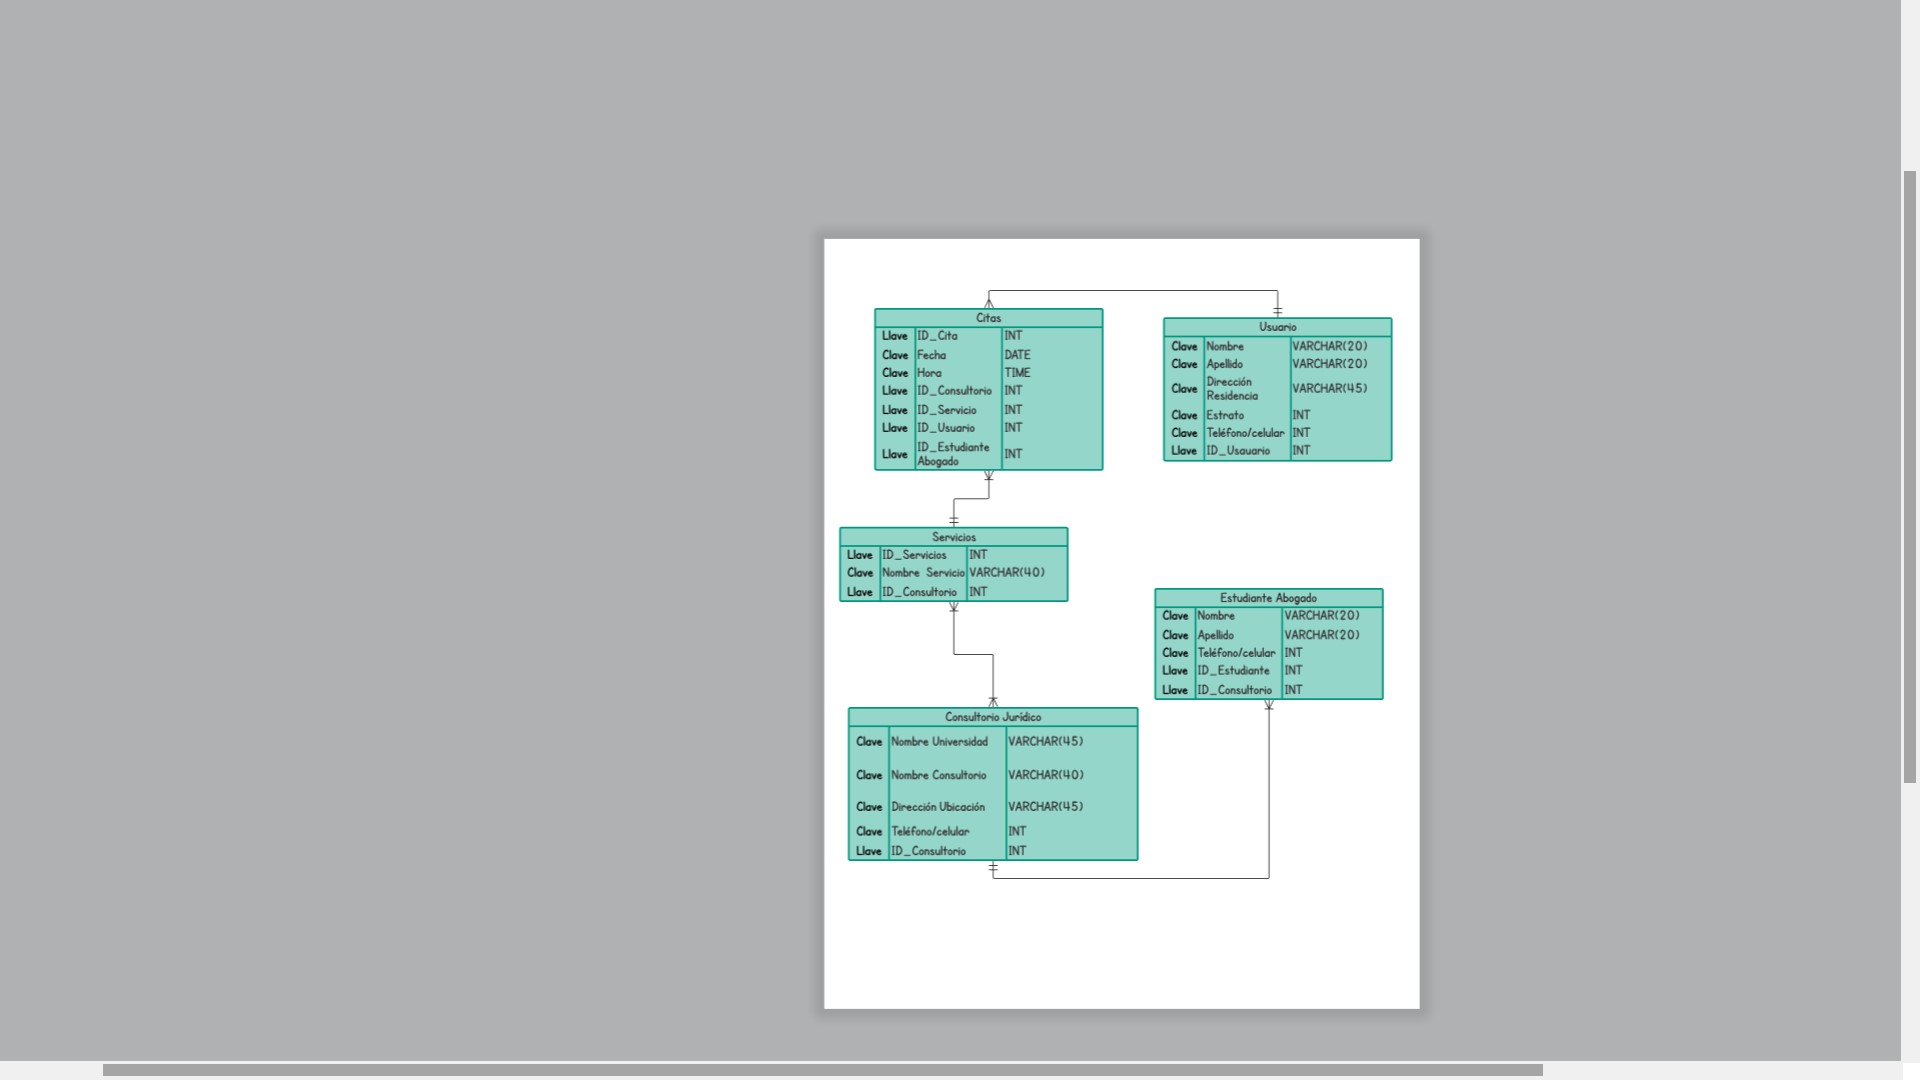 Citas
Llave ID_Cita INT
Clave Fecha DATE
Clave Hora TIME
Llave ID_Consultorio INT
Llave ID_Servicio INT
Llave ID_Usuario INT
Llave ID_Estudiante Abogado INT
Usuario
Clave Nombre VARCHAR(20)
Clave Apellido VARCHAR(20)
Clave Dirección Residencia VARCHAR(45)
Clave Estrato INT
Clave Teléfono/celular INT
Llave ID_Usauario INT
Servicios
Llave ID_Servicios INT
Clave Nombre Servicio VARCHAR(40)
Llave ID_Consultorio INT
Estudiante Abogado
Clave Nombre VARCHAR(20)
Clave Apellido VARCHAR(20)
Clave Teléfono/celular INT
Llave ID_Estudiante INT
Llave ID_Consultorio INT
Consultorio Jurídico
Clave Nombre Universidad VARCHAR(45)
Clave Nombre Consultorio VARCHAR(40)
Clave Dirección Ubicación VARCHAR(45)
Clave Teléfono/celular INT
Llave ID_Consultorio INT